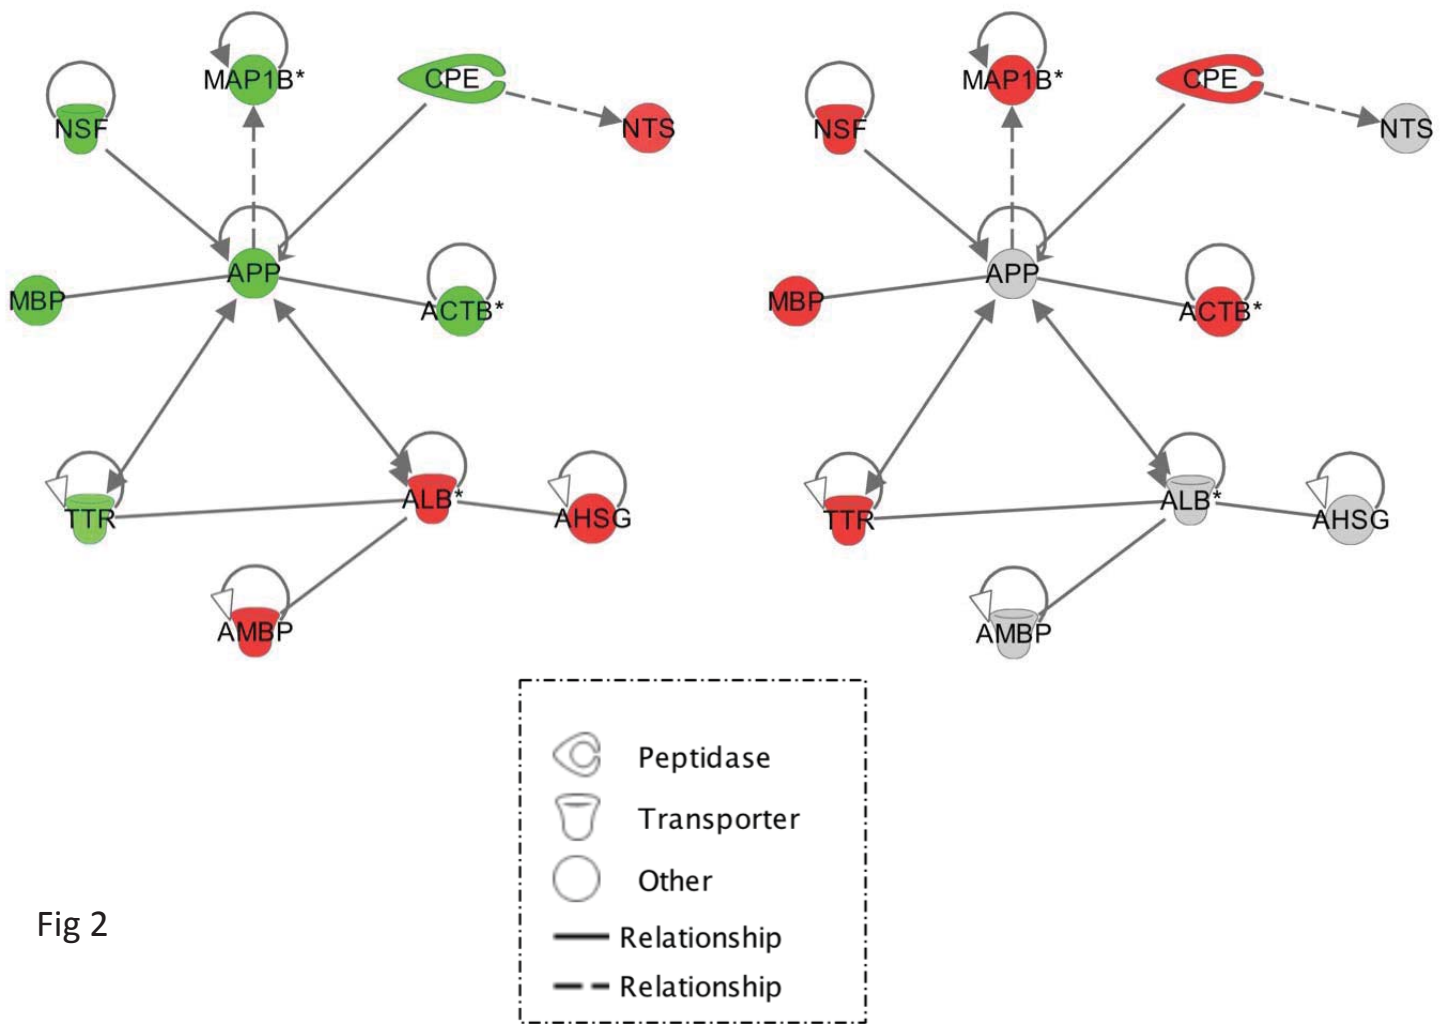 MAP1B*
CPE
NSF
NTS
APP
MBP
ACTB*
TTR
ALB*
AHSG
AMBP
MAP1B*
CPE
NSF
NTS
APP
MBP
ACTB*
TTR
ALB*
AHSG
AMBP
Peptidase
Transporter
Other
Relationship
Relationship
Fig 2